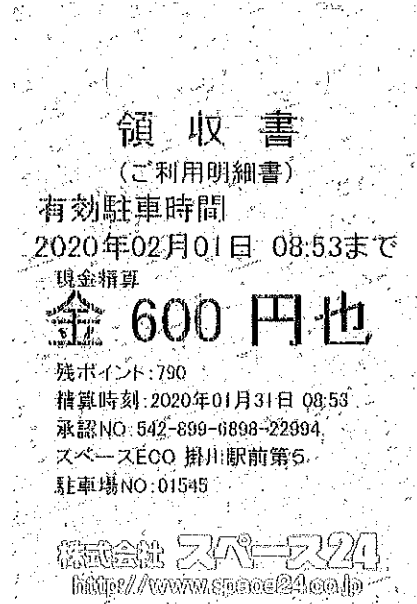 領収書
(ご利用明細書)
有効駐車時間
2020年02月01日 08:53まで
現金精算
金 600 円也
残ポイント:790
精算時刻:2020年01月31日 08:53
承認NO:542-899-6898-22994
スペースECO 掛川駅前第5
駐車場NO:01545
株式会社 スペース24
http://www.space24.co.jp